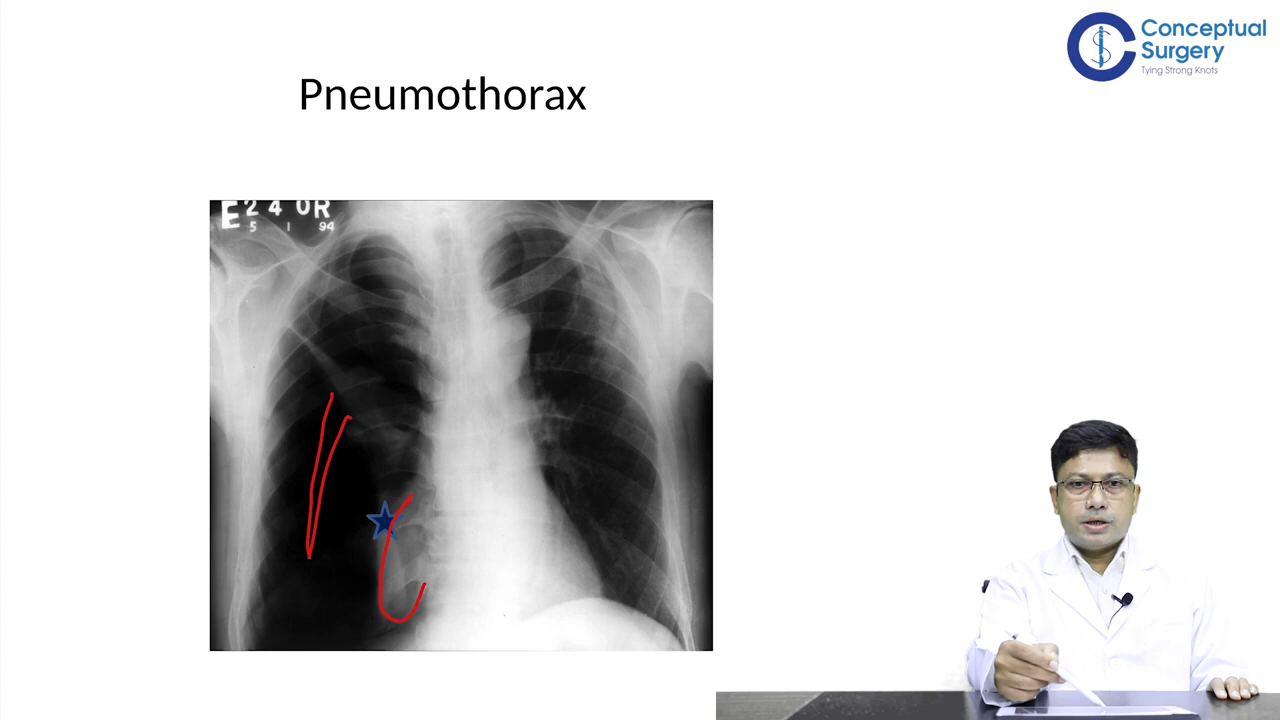 Conceptual
Surgery
Tying Strong Knots
Pneumothorax
E 2 4 0R
5 1 94